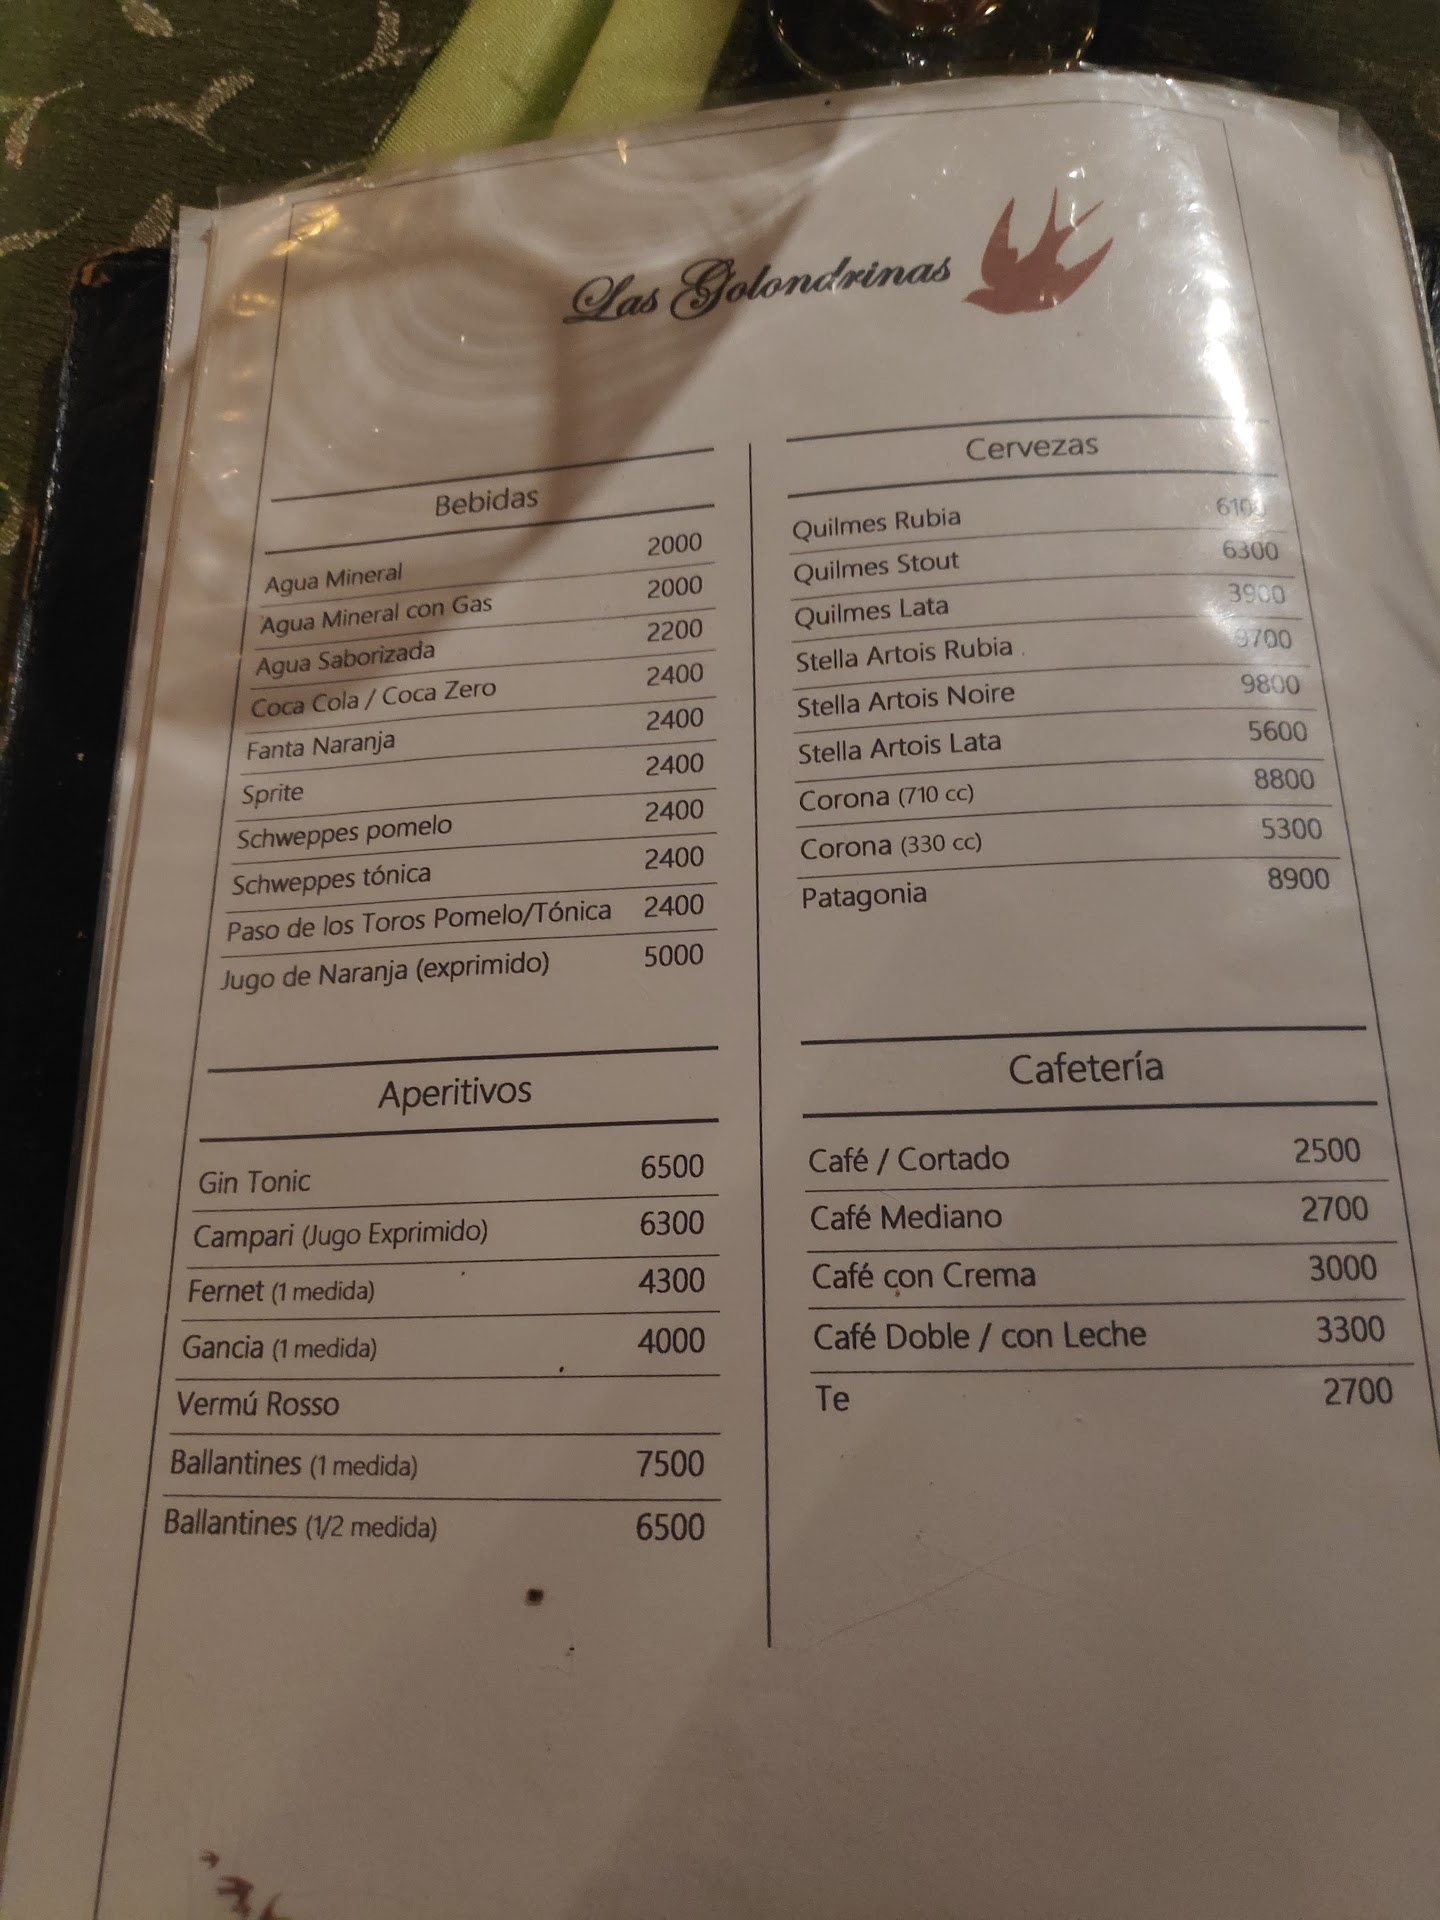 Las Golondrinas
Bebidas
Agua Mineral 2000
Agua Mineral con Gas 2000
Agua Saborizada 2200
Coca Cola / Coca Zero 2400
Fanta Naranja 2400
Sprite 2400
Schweppes pomelo 2400
Schweppes tónica 2400
Paso de los Toros Pomelo/Tónica 2400
Jugo de Naranja (exprimido) 5000
Aperitivos
Gin Tonic 6500
Campari (Jugo Exprimido) 6300
Fernet (1 medida) 4300
Gancia (1 medida) 4000
Vermú Rosso
Ballantines (1 medida) 7500
Ballantines (1/2 medida) 6500
Cervezas
Quilmes Rubia 6100
Quilmes Stout 6300
Quilmes Lata 3900
Stella Artois Rubia 9700
Stella Artois Noire 9800
Stella Artois Lata 5600
Corona (710 cc) 8800
Corona (330 cc) 5300
Patagonia 8900
Cafetería
Café / Cortado 2500
Café Mediano 2700
Café con Crema 3000
Café Doble / con Leche 3300
Te 2700